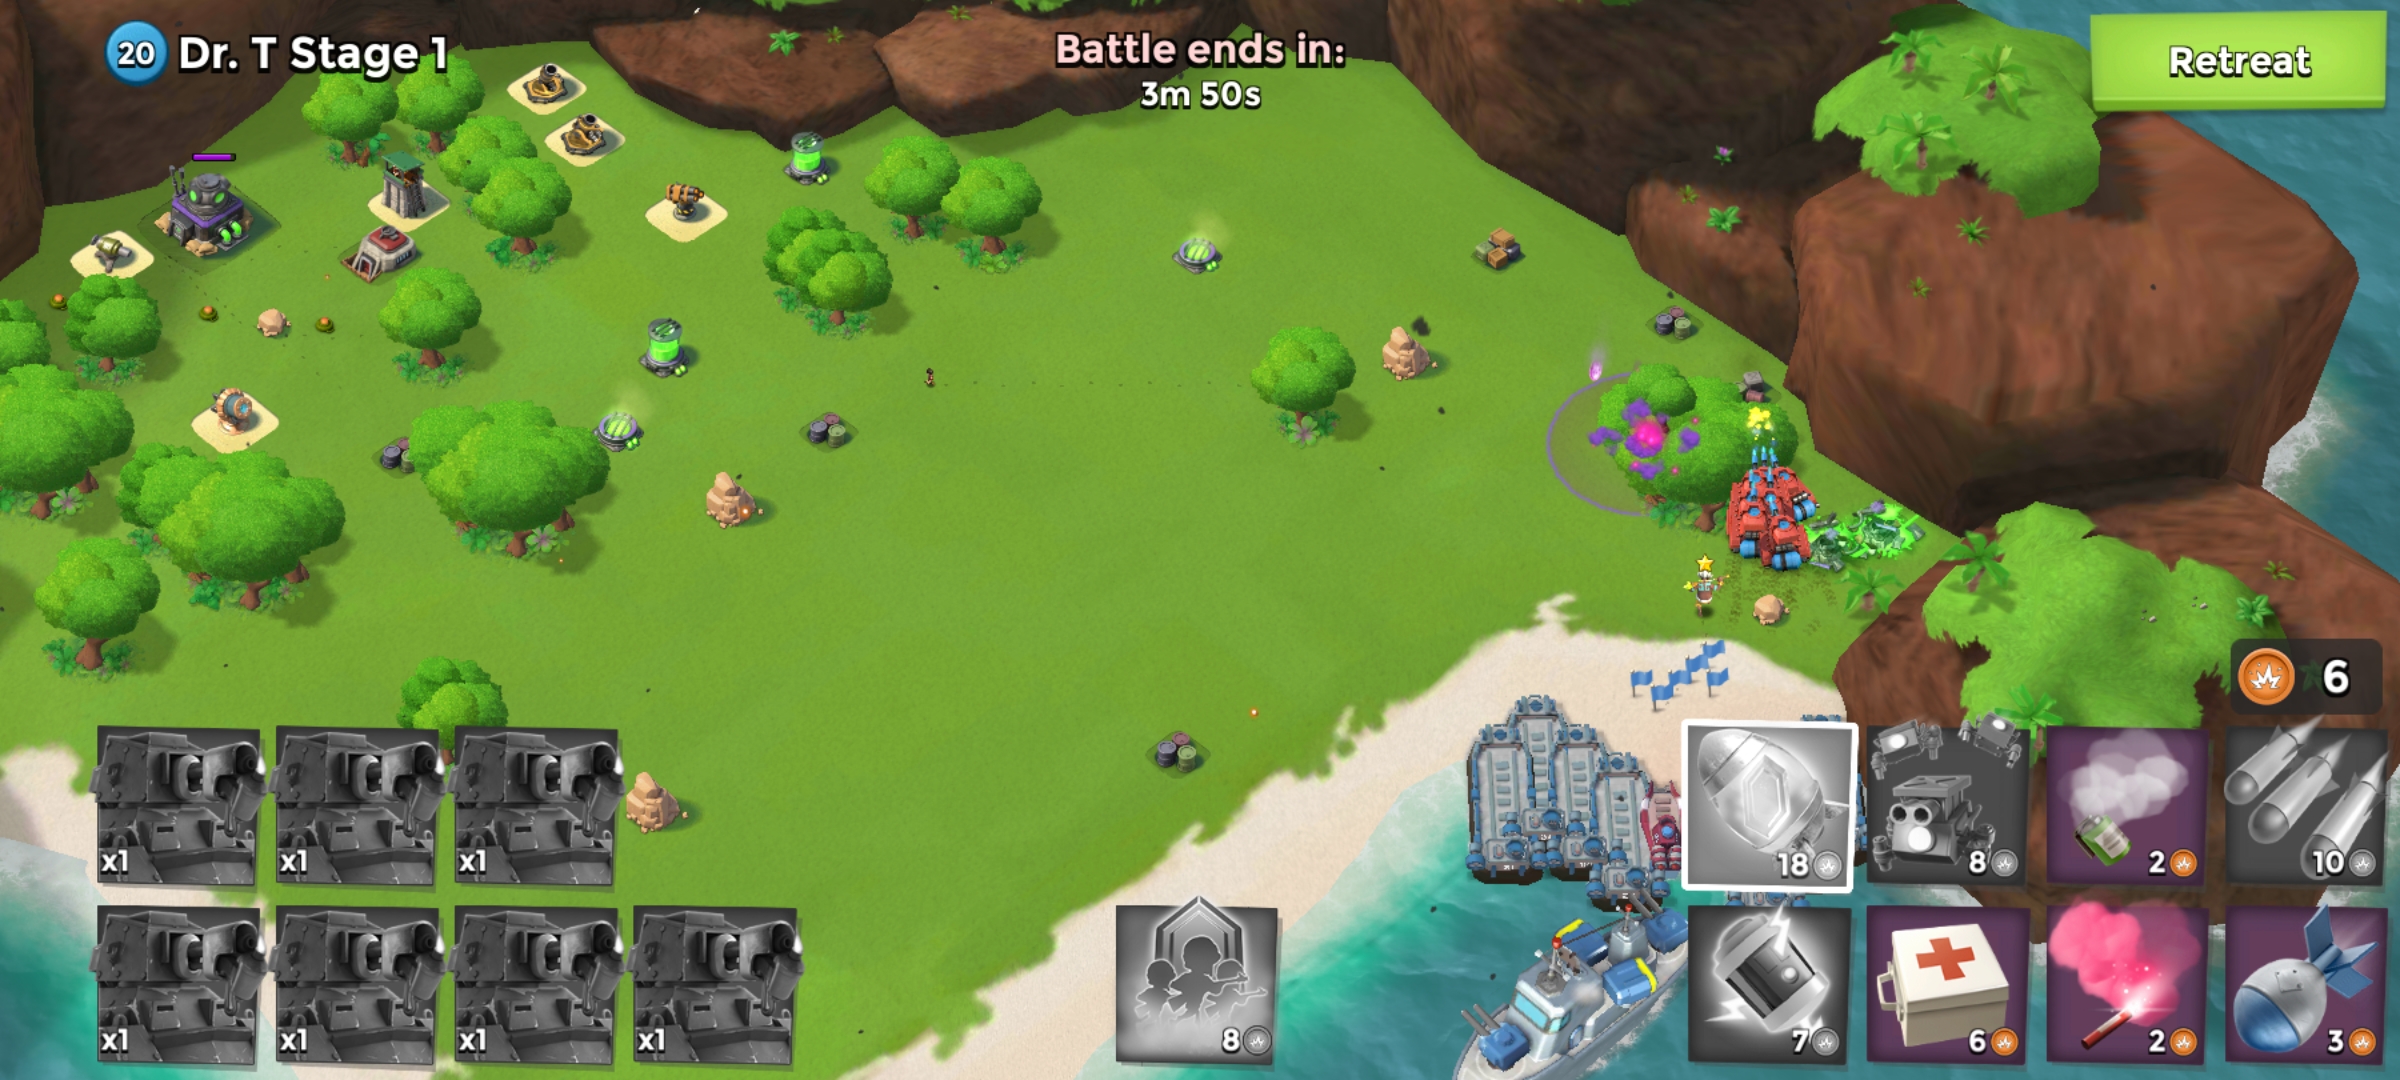 20 Dr. T Stage 1
Battle ends in:
3m 50s
Retreat
6
x1 x1 x1
18 8 2 10
x1 x1 x1 x1
8
7 6 2 3